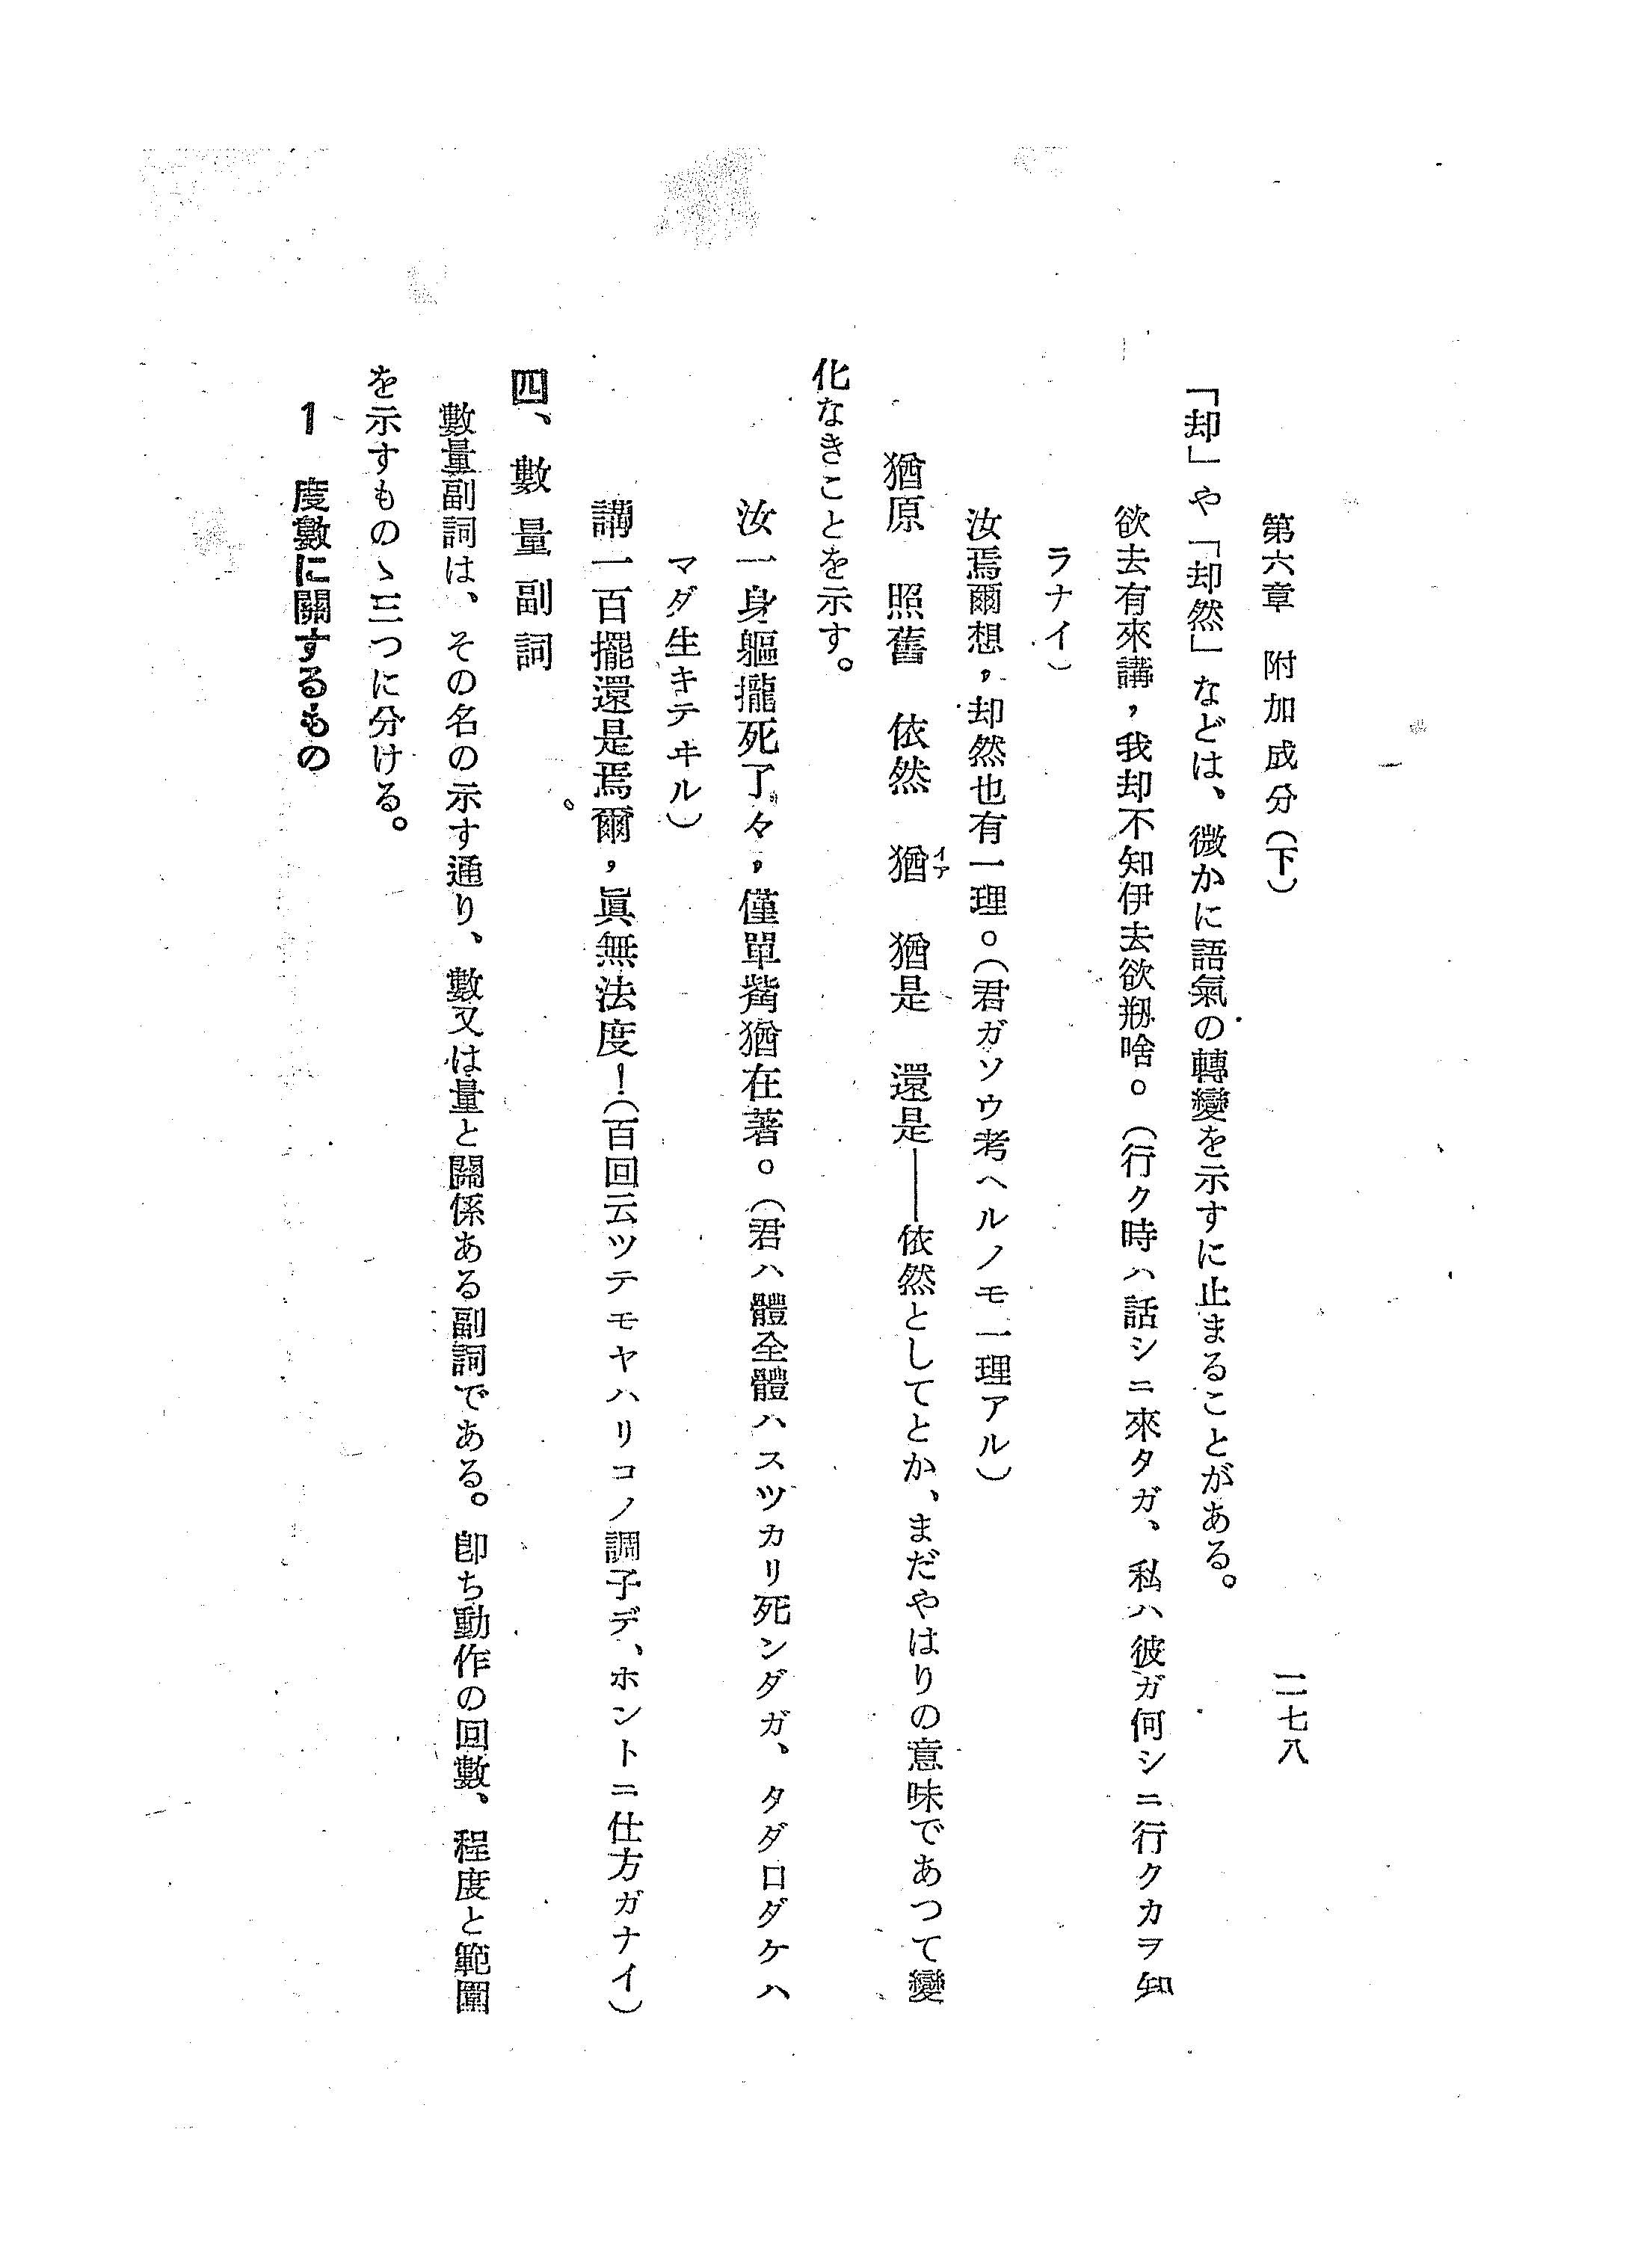 第六章 附加成分（下）
二七八
「却」や「却然」などは、微かに語氣の轉變を示すに止まることがある。
欲去有來講，我却不知伊去欲創啥。（行ク時ハ話シニ來タガ、私ハ彼ガ何シニ行クカヲ知
ラナイ）
汝焉爾想，却然也有一理。（君ガソウ考ヘルノモ一理アル）
猶原 照舊 依然 猶イア 猶是 還是――依然としてとか、まだやはりの意味であつて變
化なきことを示す。
汝一身軀攏死了々，僅單觜猶在著。（君ハ體全體ハスツカリ死ンダガ、タダ口ダケハ
マダ生キテヰル）
講一百擺還是焉爾，眞無法度！（百回云ツテモヤハリコノ調子デ、ホントニ仕方ガナイ）
四、數量副詞
數量副詞は、その名の示す通り、數又は量と關係ある副詞である。卽ち動作の回數、程度と範圍
を示すものゝ三つに分ける。
1 度數に關するもの